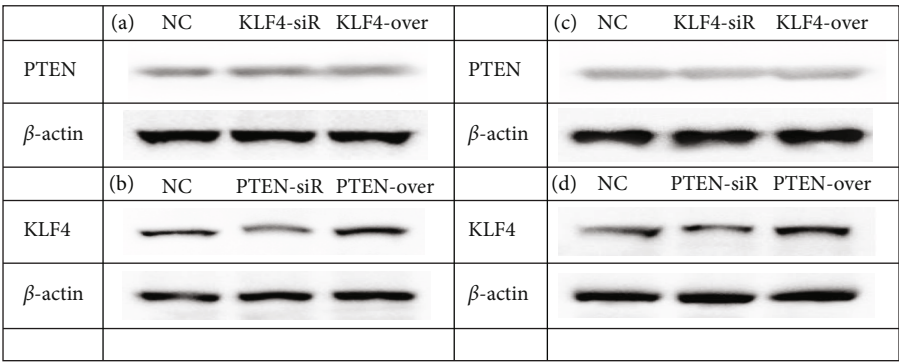 (a) NC KLF4-siR KLF4-over (c) NC KLF4-siR KLF4-over
PTEN PTEN
β-actin β-actin
(b) NC PTEN-siR PTEN-over (d) NC PTEN-siR PTEN-over
KLF4 KLF4
β-actin β-actin